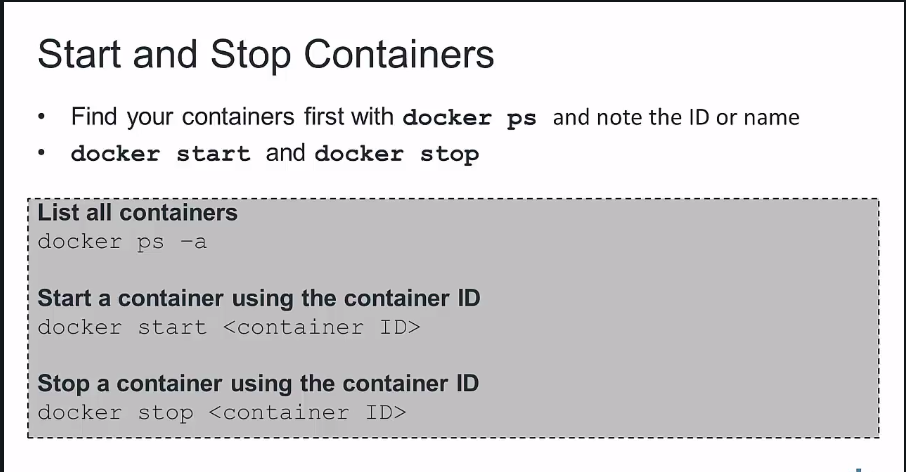 Start and Stop Containers
• Find your containers first with docker ps and note the ID or name
• docker start and docker stop
List all containers
docker ps –a
Start a container using the container ID
docker start <container ID>
Stop a container using the container ID
docker stop <container ID>